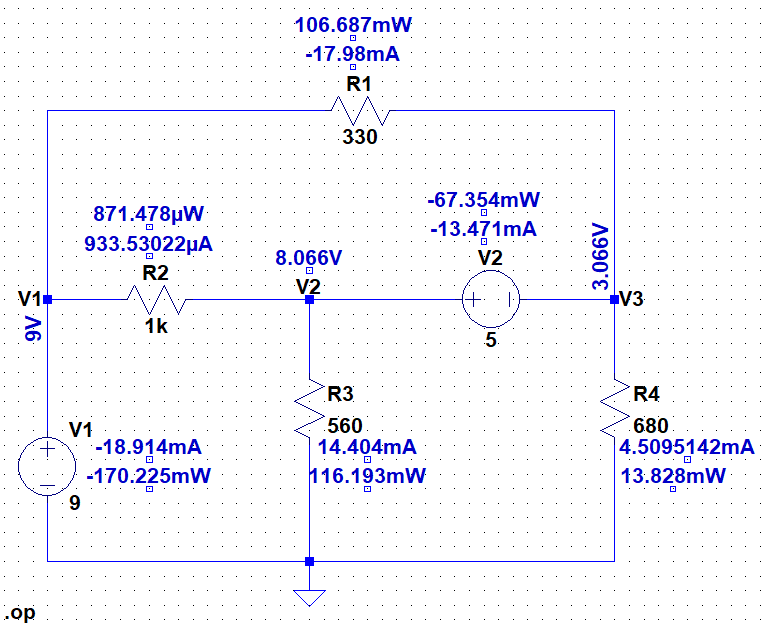 106.687mW
-17.98mA
R1
330
871.478µW
933.53022µA
R2
1k
8.066V
V2
-67.354mW
-13.471mA
V2
5
3.066V
V1
V3
9V
V1
-18.914mA
-170.225mW
9
R3
560
14.404mA
116.193mW
R4
680
4.5095142mA
13.828mW
.op